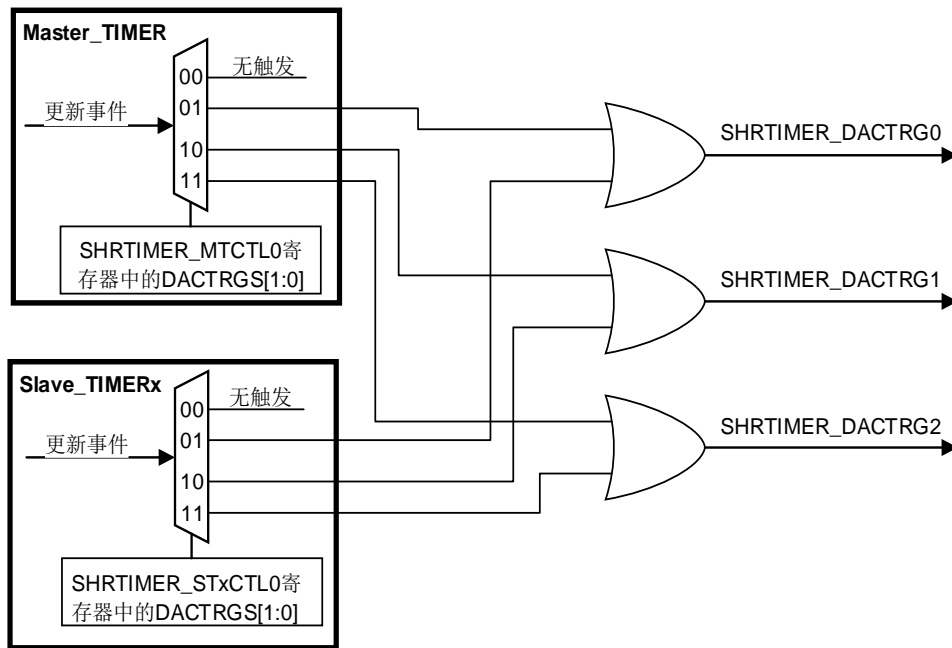 Master_TIMER
00
无触发
01
更新事件
10
11
SHRTIMER_MTCTL0寄
存器中的DACTRGS[1:0]
SHRTIMER_DACTRG0
SHRTIMER_DACTRG1
SHRTIMER_DACTRG2
Slave_TIMERx
00
无触发
01
更新事件
10
11
SHRTIMER_STxCTL0寄
存器中的DACTRGS[1:0]